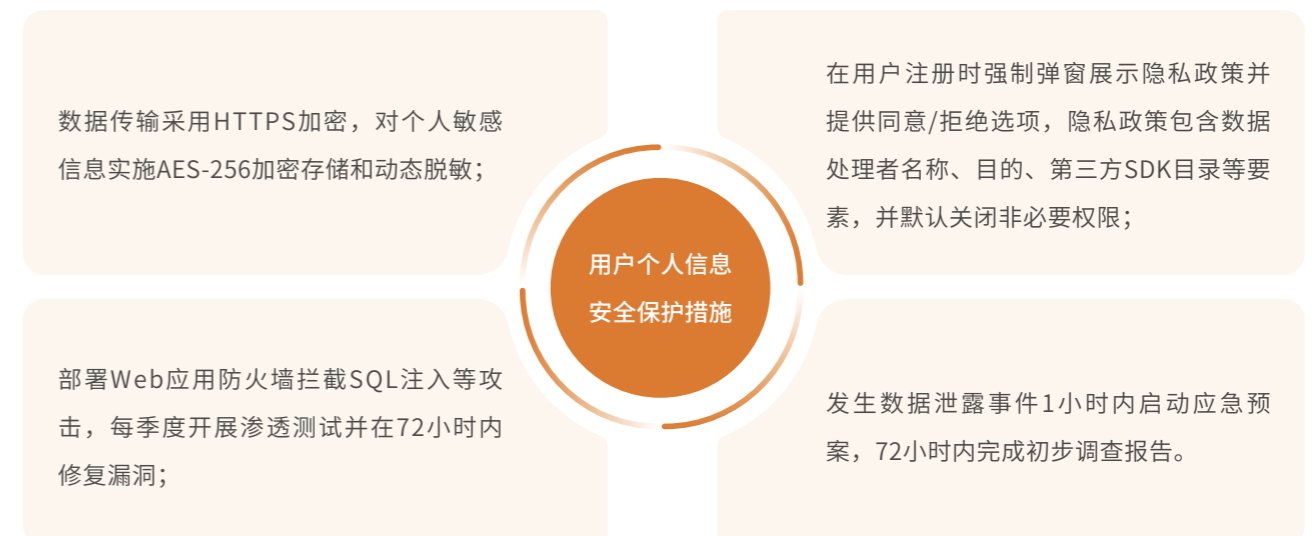 数据传输采用HTTPS加密，对个人敏感
信息实施AES-256加密存储和动态脱敏；
在用户注册时强制弹窗展示隐私政策并
提供同意/拒绝选项，隐私政策包含数据
处理者名称、目的、第三方SDK目录等要
素，并默认关闭非必要权限；
用户个人信息
安全保护措施
部署Web应用防火墙拦截SQL注入等攻
击，每季度开展渗透测试并在72小时内
修复漏洞；
发生数据泄露事件1小时内启动应急预
案，72小时内完成初步调查报告。